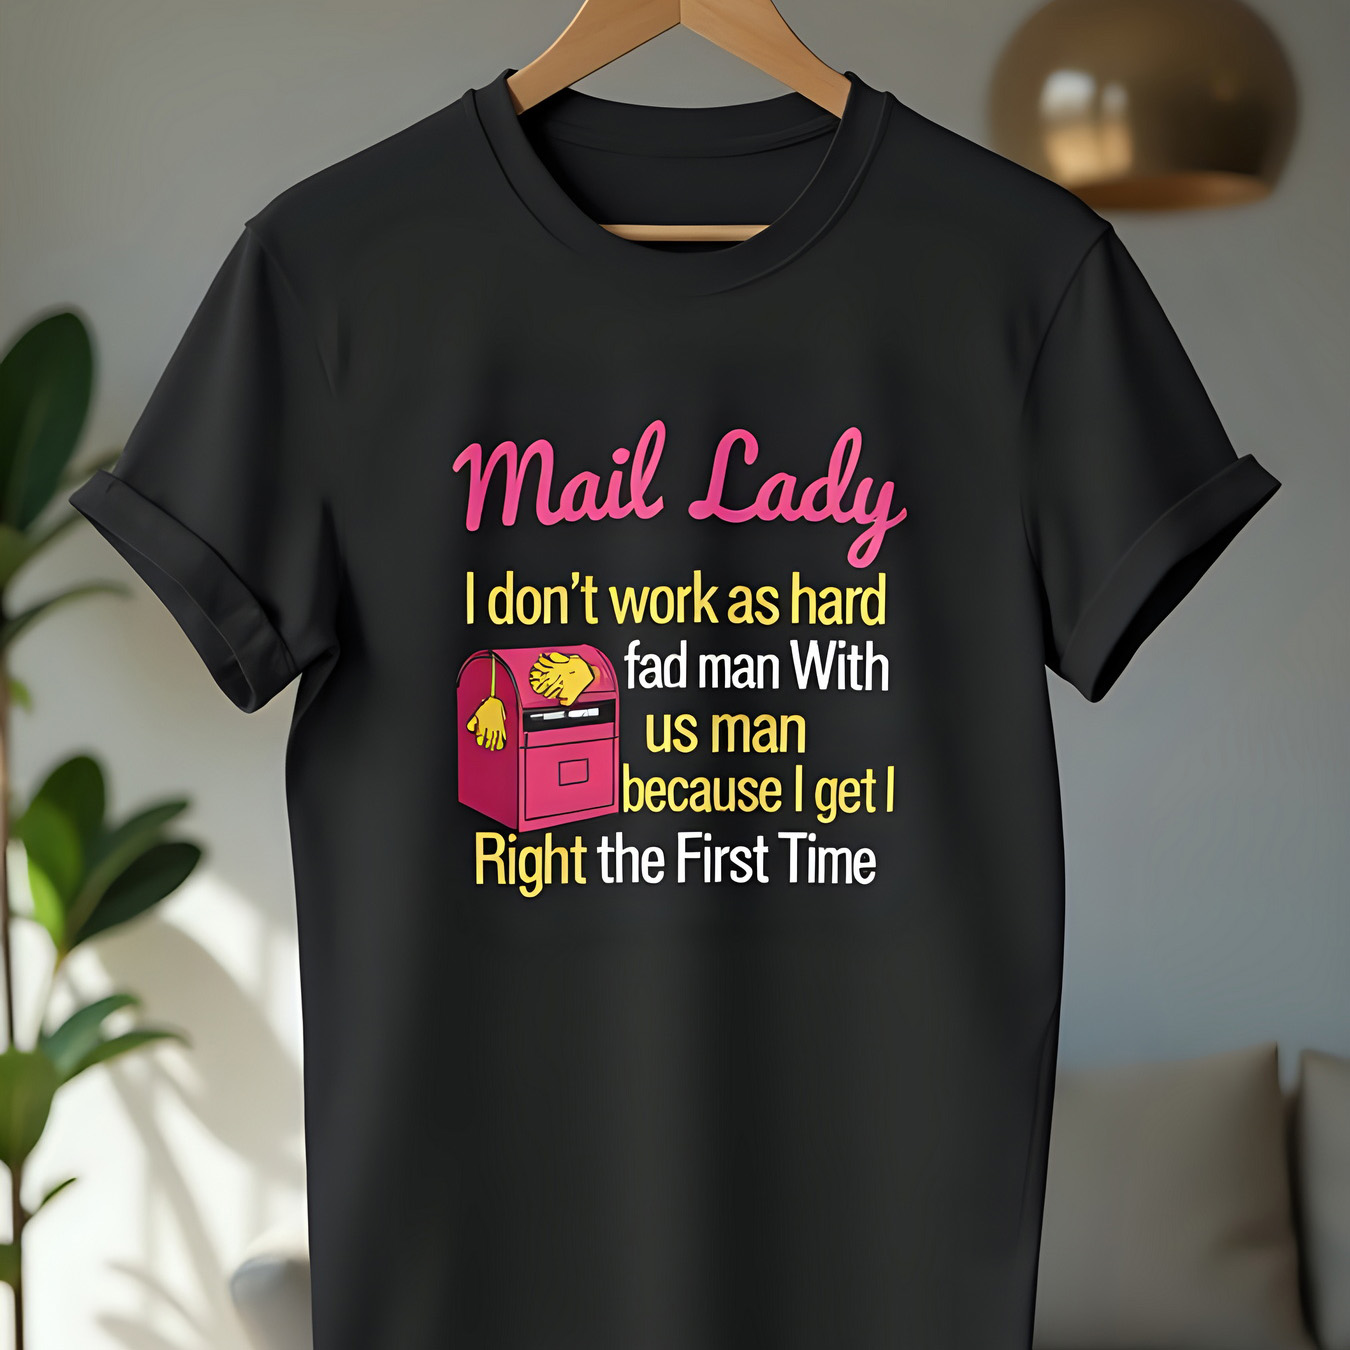 Mail Lady
I don't work as hard
fad man With
us man
because I get I
Right the First Time